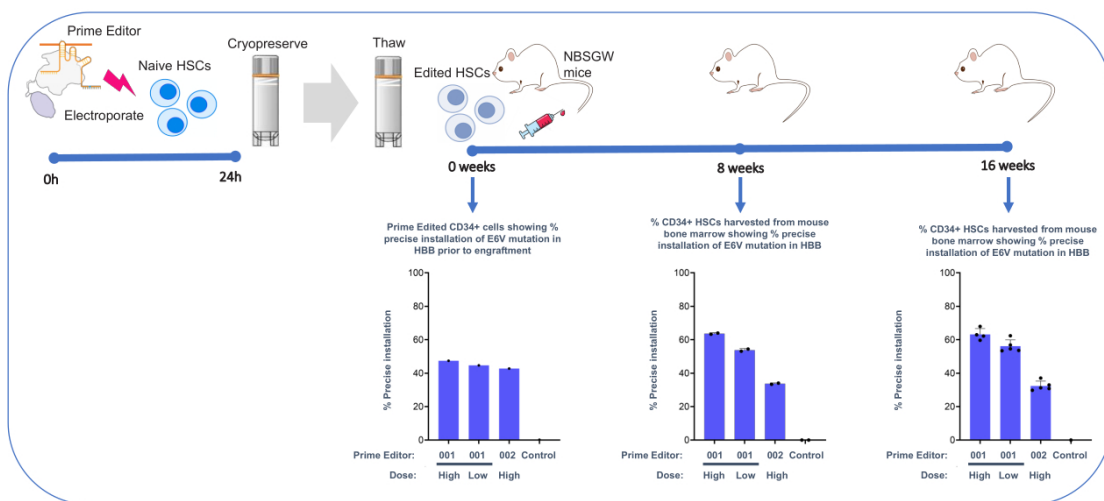 Prime Editor
Naive HSCs
Electroporate
Cryopreserve
Thaw
Edited HSCs
NBSGW
mice
0h
24h
0 weeks
8 weeks
16 weeks
Prime Edited CD34+ cells showing %
precise installation of E6V mutation in
HBB prior to engraftment
% Precise installation
100
80
60
40
20
0
Prime Editor: 001 001 002 Control
Dose: High Low High
% CD34+ HSCs harvested from mouse
bone marrow showing % precise
installation of E6V mutation in HBB
% Precise installation
100
80
60
40
20
0
Prime Editor: 001 001 002 Control
Dose: High Low High
% CD34+ HSCs harvested from mouse
bone marrow showing % precise
installation of E6V mutation in HBB
% Precise installation
100
80
60
40
20
0
Prime Editor: 001 001 002 Control
Dose: High Low High